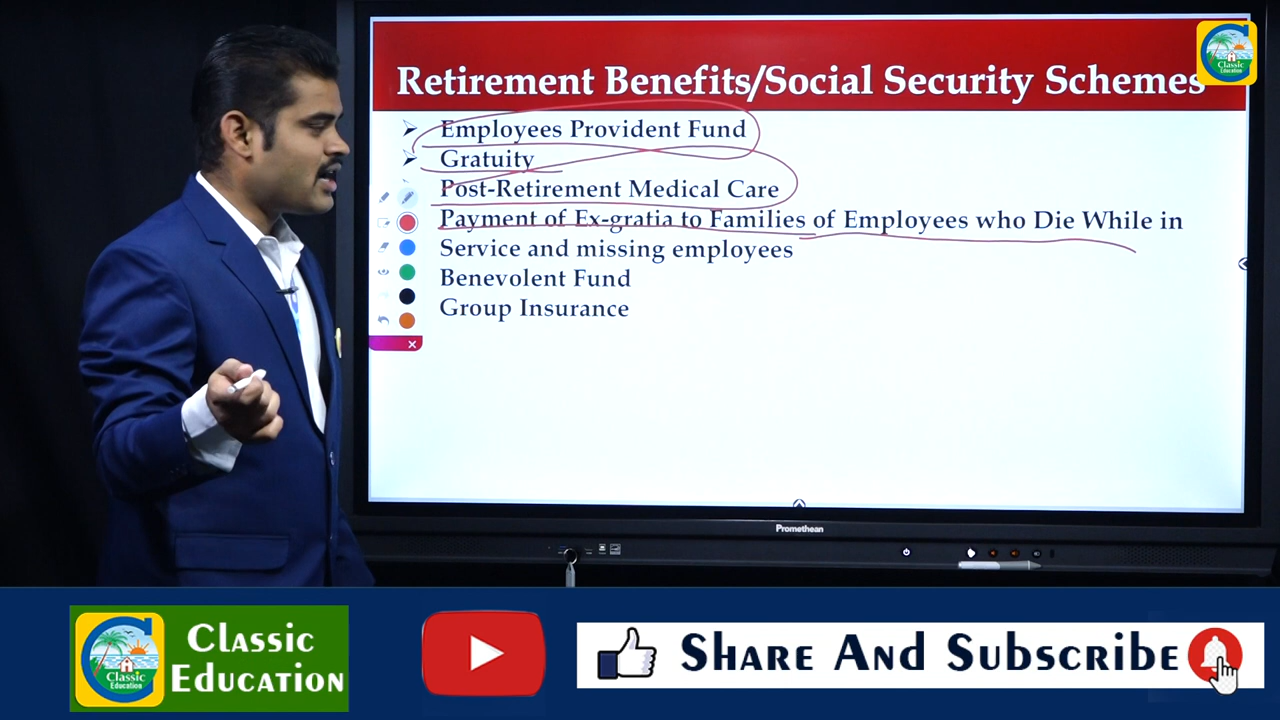 Retirement Benefits/Social Security Schemes
Classic
Education
Employees Provident Fund
Gratuity
Post-Retirement Medical Care
Payment of Ex-gratia to Families of Employees who Die While in
Service and missing employees
Benevolent Fund
Group Insurance
Promethean
Classic
Education
Classic
Education
Share And Subscribe